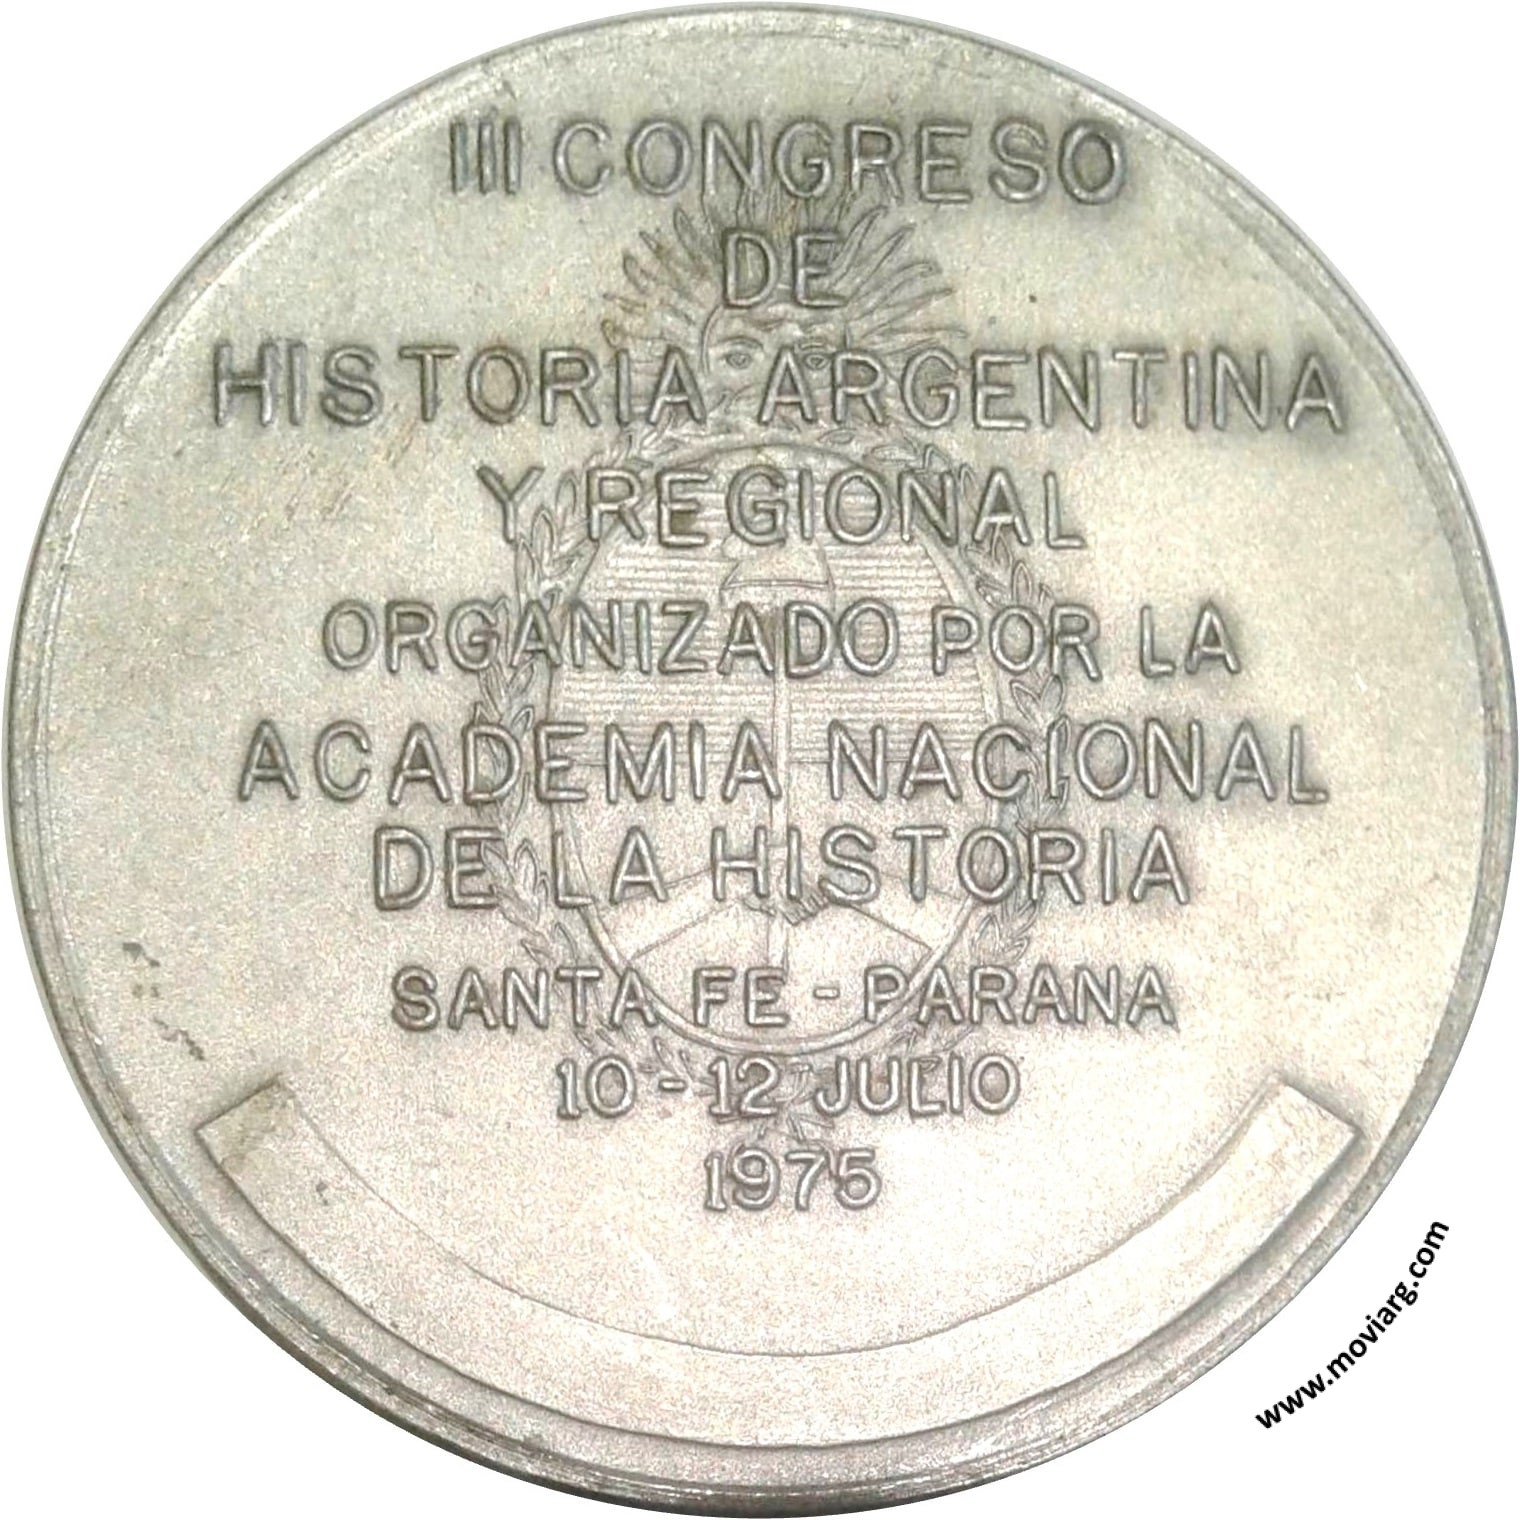 III CONGRESO
DE
HISTORIA ARGENTINA
Y REGIONAL
ORGANIZADO POR LA
ACADEMIA NACIONAL
DE LA HISTORIA
SANTA FE - PARANA
10 - 12 JULIO
1975
www.moviarg.com